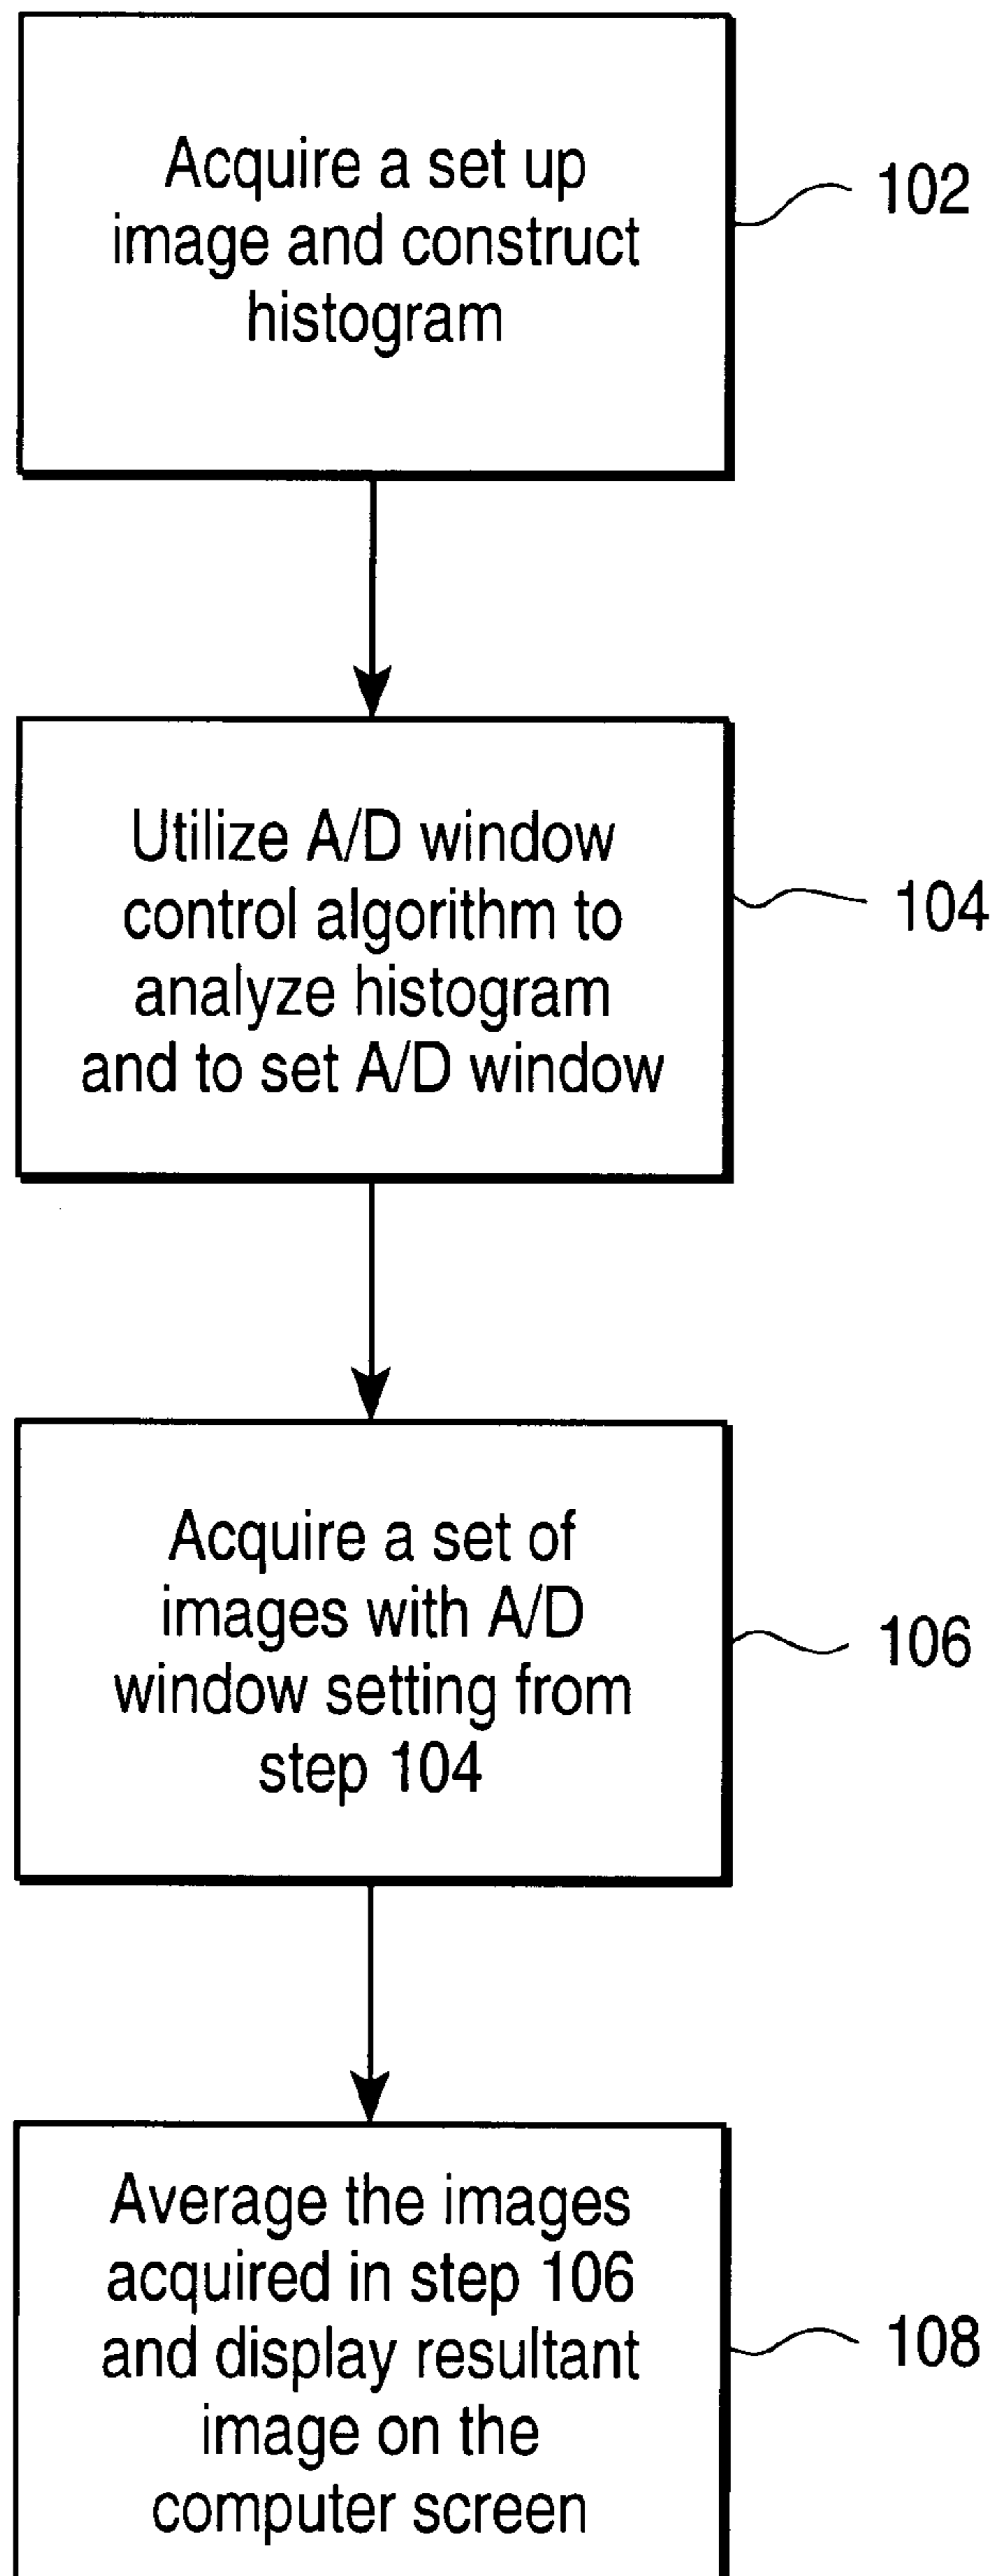 Acquire a set up
image and construct
histogram
102
Utilize A/D window
control algorithm to
analyze histogram
and to set A/D window
104
Acquire a set of
images with A/D
window setting from
step 104
106
Average the images
acquired in step 106
and display resultant
image on the
computer screen
108